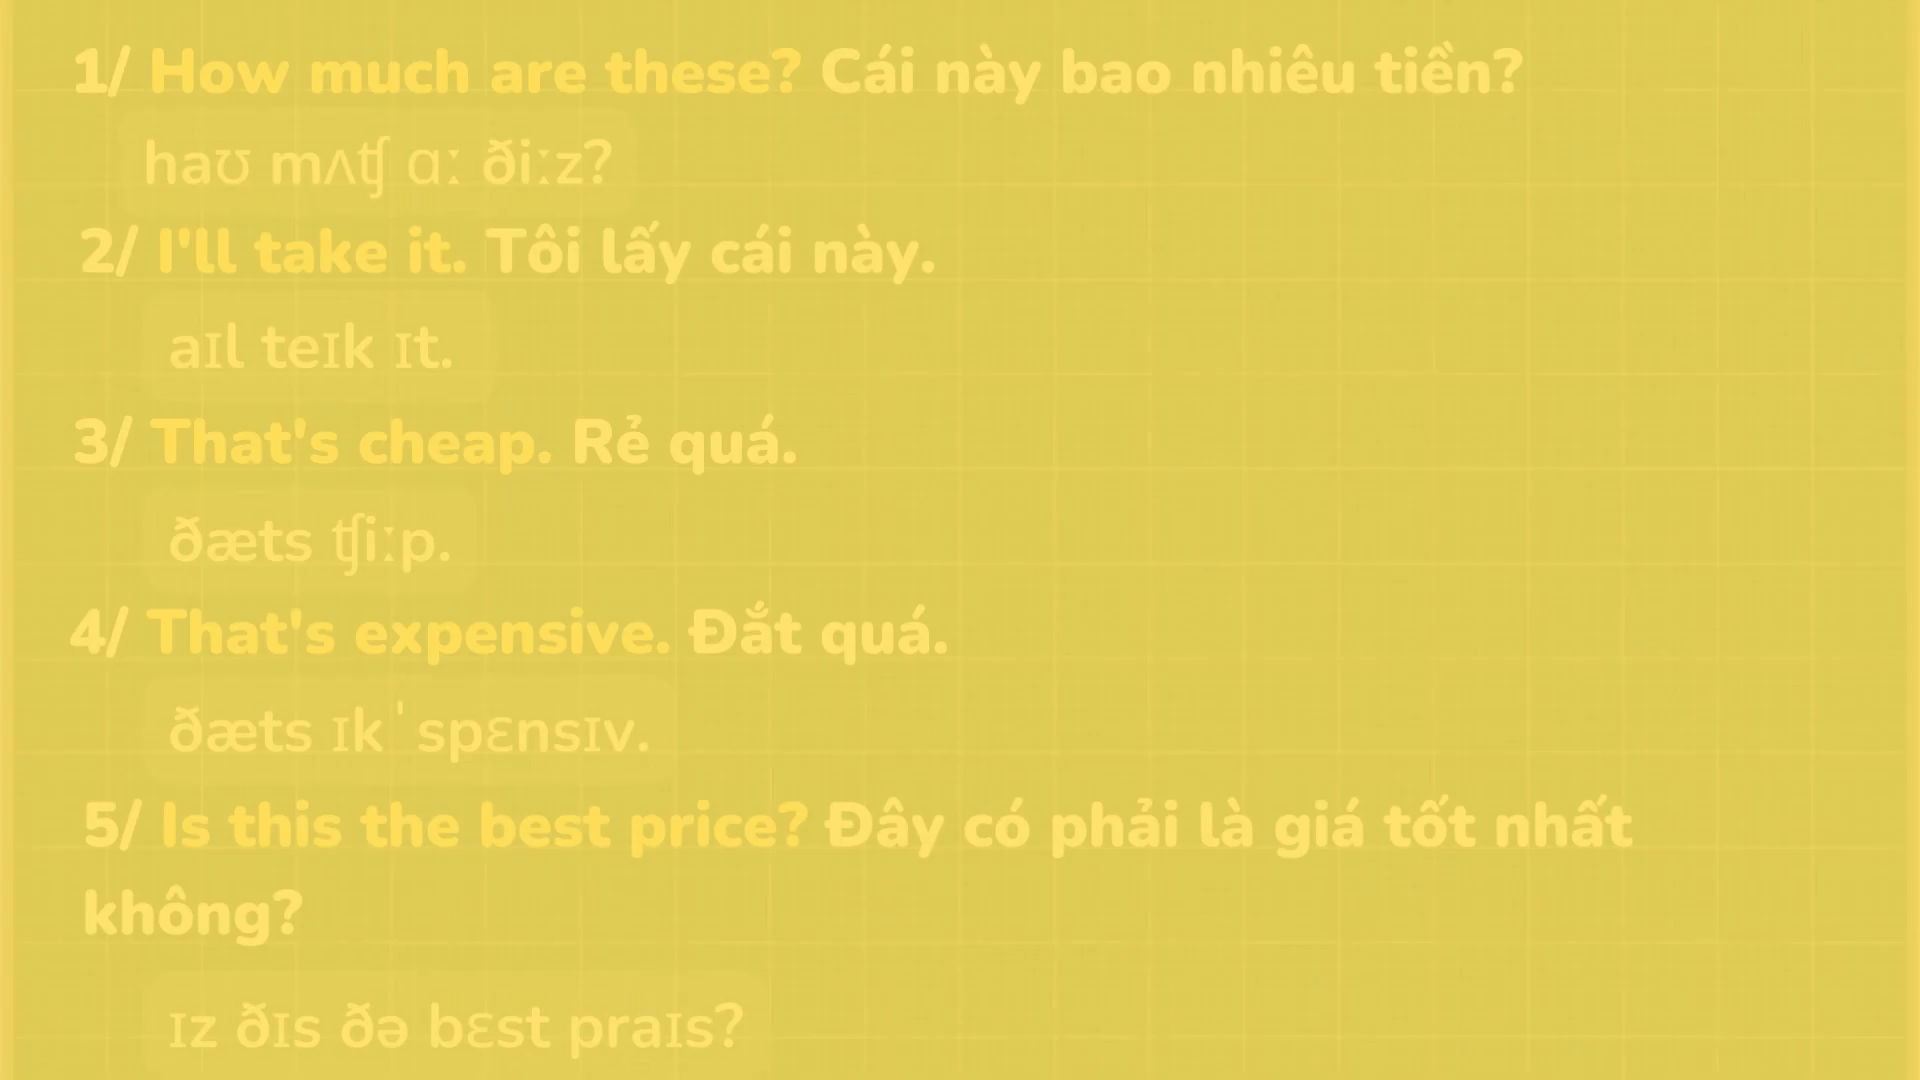 1/ How much are these? Cái này bao nhiêu tiền?
haʊ mʌʧ ɑː ðiːz?
2/ I'll take it. Tôi lấy cái này.
aɪl teɪk ɪt.
3/ That's cheap. Rẻ quá.
ðæts ʧiːp.
4/ That's expensive. Đắt quá.
ðæts ɪkˈspɛnsɪv.
5/ Is this the best price? Đây có phải là giá tốt nhất
không?
ɪz ðɪs ðə bɛst praɪs?